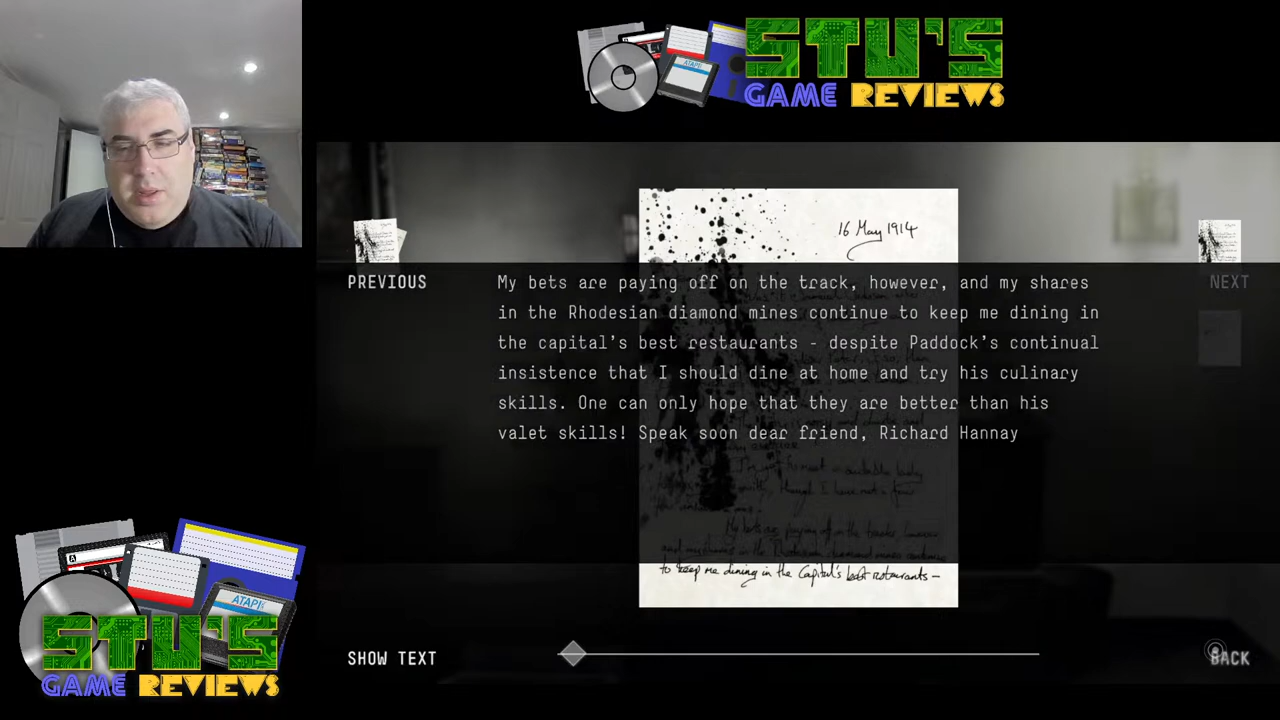 STU'S
GAME REVIEWS
ATAPI
16 May 1914
PREVIOUS
NEXT
My bets are paying off on the track, however, and my shares
in the Rhodesian diamond mines continue to keep me dining in
the capital's best restaurants - despite Paddock's continual
insistence that I should dine at home and try his culinary
skills. One can only hope that they are better than his
valet skills! Speak soon dear friend, Richard Hannay
to keep me dining in the Capital's best restaurants -
SHOW TEXT
BACK
A
ATAPI
STU'S
GAME REVIEWS